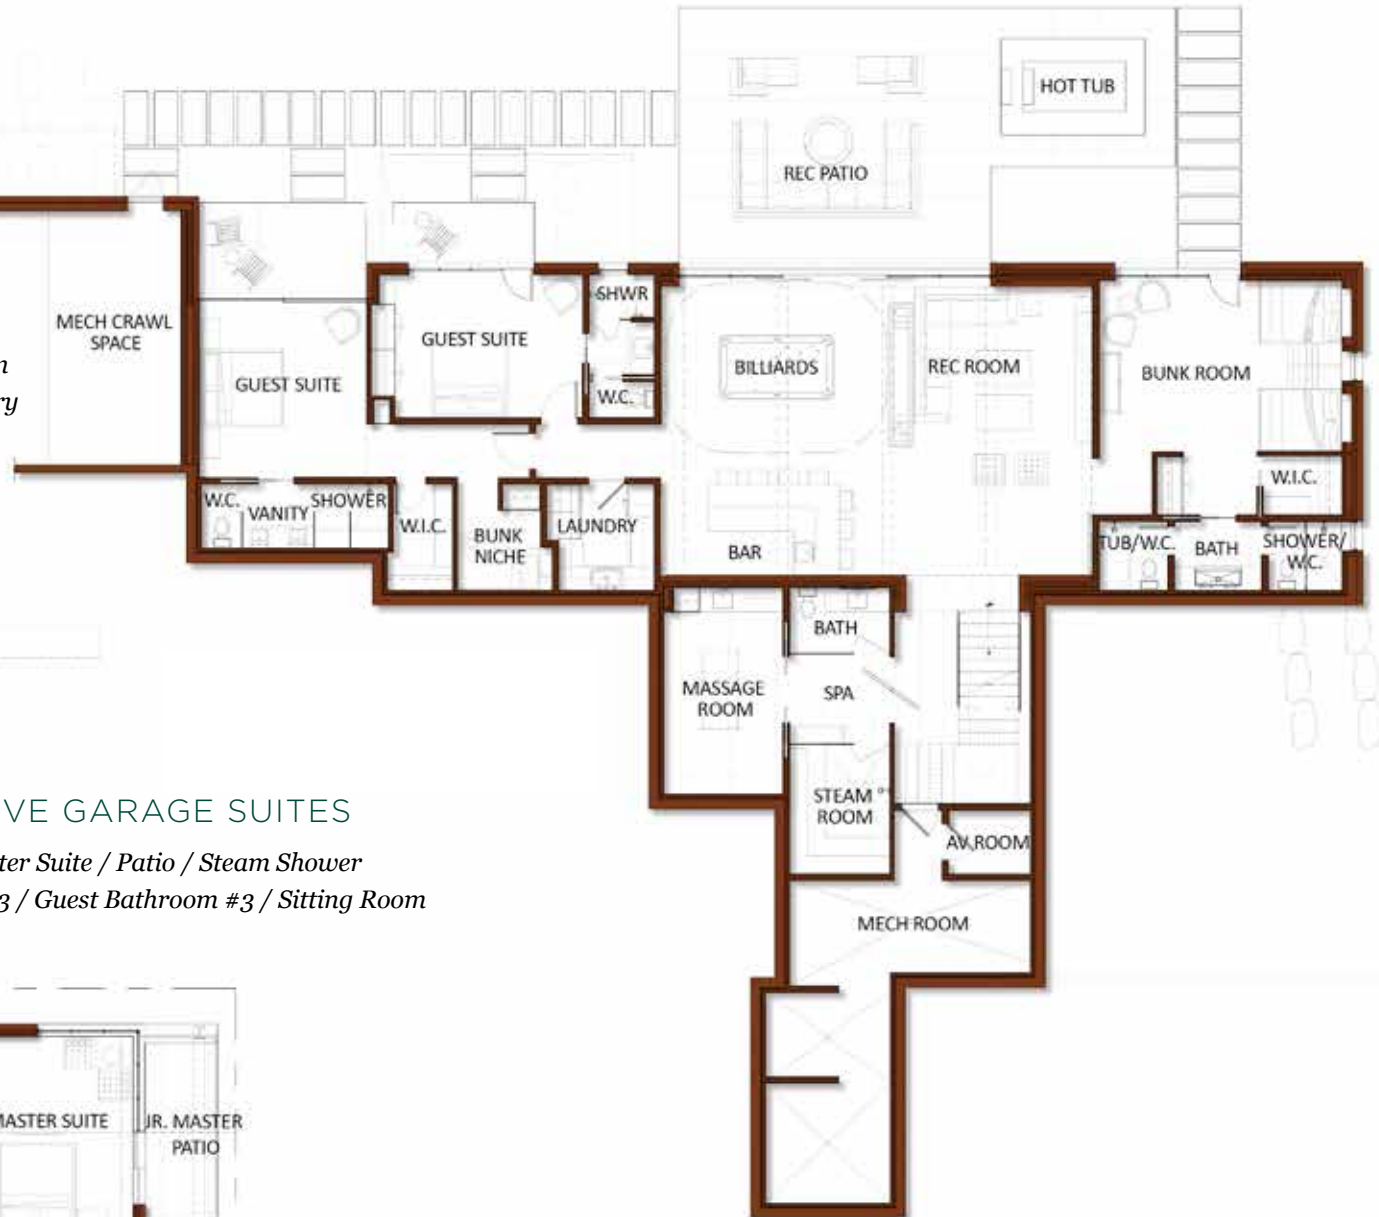 HOT TUB
REC PATIO
MECH CRAWL
SPACE
GUEST SUITE
GUEST SUITE
SHWR
W.C.
BILLIARDS
REC ROOM
BUNK ROOM
W.I.C.
W.C.
VANITY
SHOWER
W.I.C.
BUNK
NICHE
LAUNDRY
BAR
TUB/W.C.
BATH
SHOWER/
W.C.
BATH
MASSAGE
ROOM
SPA
STEAM
ROOM
AV ROOM
MECH ROOM
VE GARAGE SUITES
ter Suite / Patio / Steam Shower
3 / Guest Bathroom #3 / Sitting Room
MASTER SUITE
JR. MASTER
PATIO